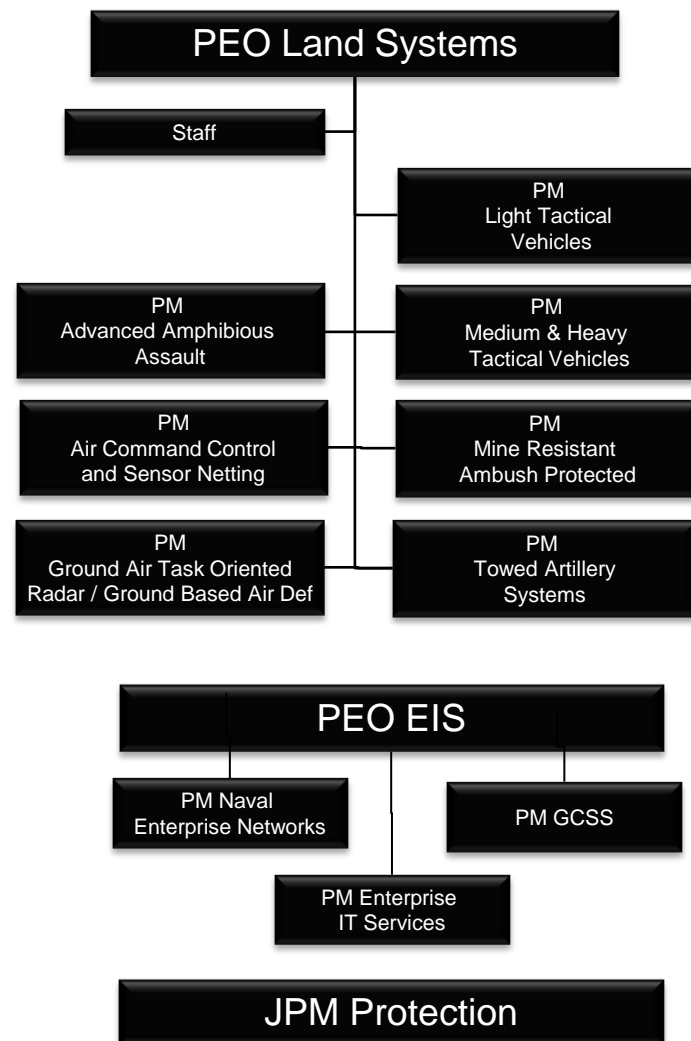 PEO Land Systems
Staff
PM
Light Tactical
Vehicles
PM
Advanced Amphibious
Assault
PM
Medium & Heavy
Tactical Vehicles
PM
Air Command Control
and Sensor Netting
PM
Mine Resistant
Ambush Protected
PM
Ground Air Task Oriented
Radar / Ground Based Air Def
PM
Towed Artillery
Systems
PEO EIS
PM Naval
Enterprise Networks
PM GCSS
PM Enterprise
IT Services
JPM Protection